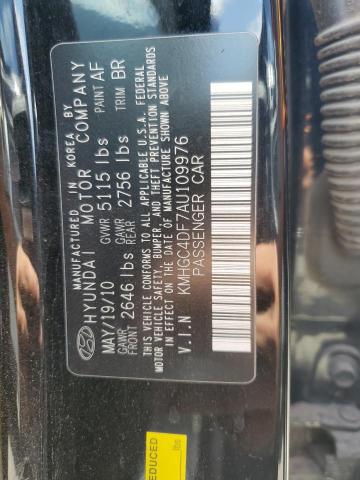 MANUFACTURED IN KOREA BY
HYUNDAI MOTOR COMPANY
MAY/19/10 GVWR 5115 lbs PAINT AF
GAWR FRONT 2646 lbs GAWR REAR 2756 lbs TRIM BR
THIS VEHICLE CONFORMS TO ALL APPLICABLE U.S.A. FEDERAL
MOTOR VEHICLE SAFETY, BUMPER, AND THEFT PREVENTION STANDARDS
IN EFFECT ON THE DATE OF MANUFACTURE SHOWN ABOVE.
V.I.N KMHGC4DF7AU109976
PASSENGER CAR
REDUCED
lbs